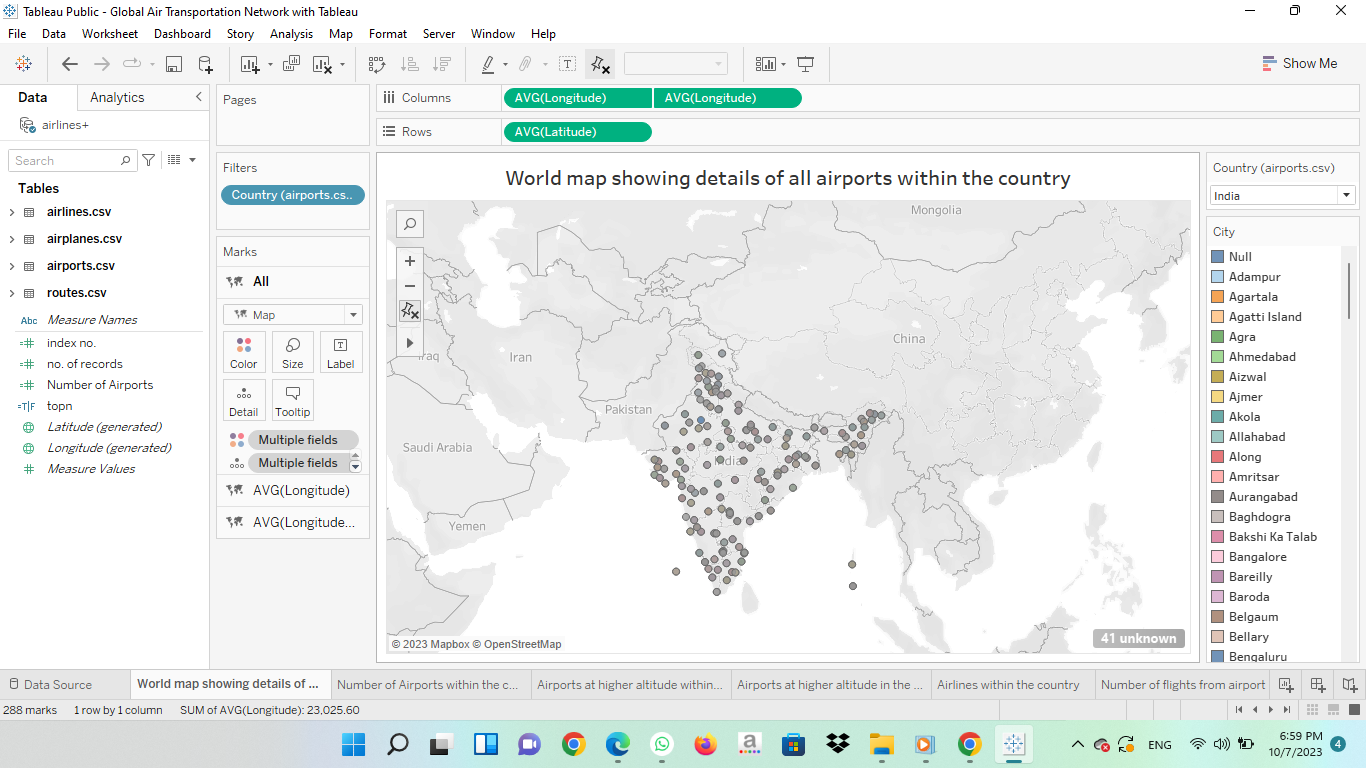 Tableau Public - Global Air Transportation Network with Tableau
File Data Worksheet Dashboard Story Analysis Map Format Server Window Help
Show Me
Data Analytics
airlines+
Search
Tables
airlines.csv
airplanes.csv
airports.csv
routes.csv
Abc Measure Names
index no.
no. of records
Number of Airports
=T|F topn
Latitude (generated)
Longitude (generated)
Measure Values
Pages
Filters
Country (airports.cs..
Marks
All
Map
Color Size Label
Detail Tooltip
Multiple fields
Multiple fields
AVG(Longitude)
AVG(Longitude...
Columns AVG(Longitude) AVG(Longitude)
Rows AVG(Latitude)
World map showing details of all airports within the country
Mongolia
China
Iraq
Iran
Pakistan
Saudi Arabia
India
Yemen
© 2023 Mapbox © OpenStreetMap
41 unknown
Country (airports.csv)
India
City
Null
Adampur
Agartala
Agatti Island
Agra
Ahmedabad
Aizwal
Ajmer
Akola
Allahabad
Along
Amritsar
Aurangabad
Baghdogra
Bakshi Ka Talab
Bangalore
Bareilly
Baroda
Belgaum
Bellary
Bengaluru
Data Source World map showing details of ... Number of Airports within the c... Airports at higher altitude within... Airports at higher altitude in the ... Airlines within the country Number of flights from airport
288 marks 1 row by 1 column SUM of AVG(Longitude): 23,025.60
ENG
6:59 PM
10/7/2023
4